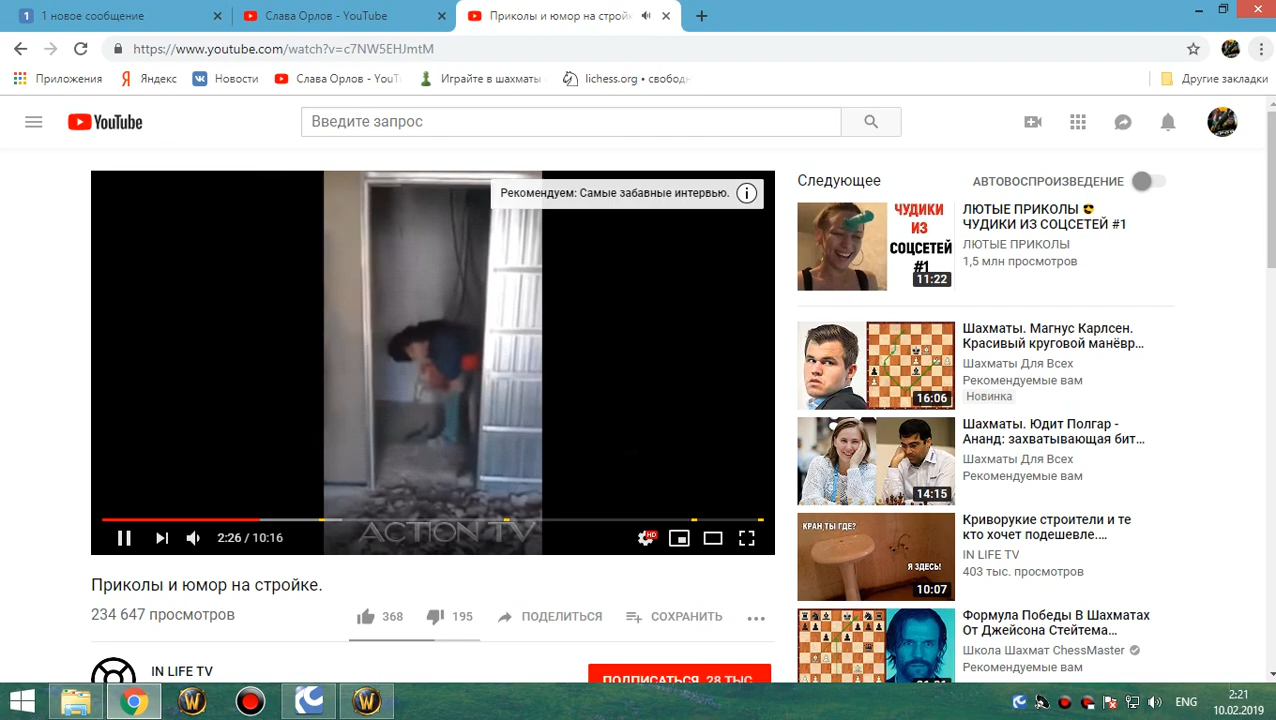 1 новое сообщение
Слава Орлов - YouTube
Приколы и юмор на стройк
https://www.youtube.com/watch?v=c7NW5EHJmtM
Приложения
Яндекс
Новости
Слава Орлов - YouT
Играйте в шахматы
lichess.org • свобод
Другие закладки
YouTube
Введите запрос
Рекомендуем: Самые забавные интервью.
ACTION TV
2:26 / 10:16
HD
Приколы и юмор на стройке.
234 647 просмотров
368
195
ПОДЕЛИТЬСЯ
СОХРАНИТЬ
IN LIFE TV
ПОДПИСАТЬСЯ 28 ТЫС.
Следующее
АВТОВОСПРОИЗВЕДЕНИЕ
ЧУДИКИ
ИЗ
СОЦСЕТЕЙ
#1
11:22
ЛЮТЫЕ ПРИКОЛЫ 😎
ЧУДИКИ ИЗ СОЦСЕТЕЙ #1
ЛЮТЫЕ ПРИКОЛЫ
1,5 млн просмотров
16:06
Шахматы. Магнус Карлсен.
Красивый круговой манёвр…
Шахматы Для Всех
Рекомендуемые вам
Новинка
14:15
Шахматы. Юдит Полгар -
Ананд: захватывающая бит…
Шахматы Для Всех
Рекомендуемые вам
КРАН ТЫ ГДЕ?
Я ЗДЕСЬ!
10:07
Криворукие строители и те
кто хочет подешевле.…
IN LIFE TV
403 тыс. просмотров
Формула Победы В Шахматах
От Джейсона Стейтема…
Школа Шахмат ChessMaster
Рекомендуемые вам
ENG
2:21
10.02.2019